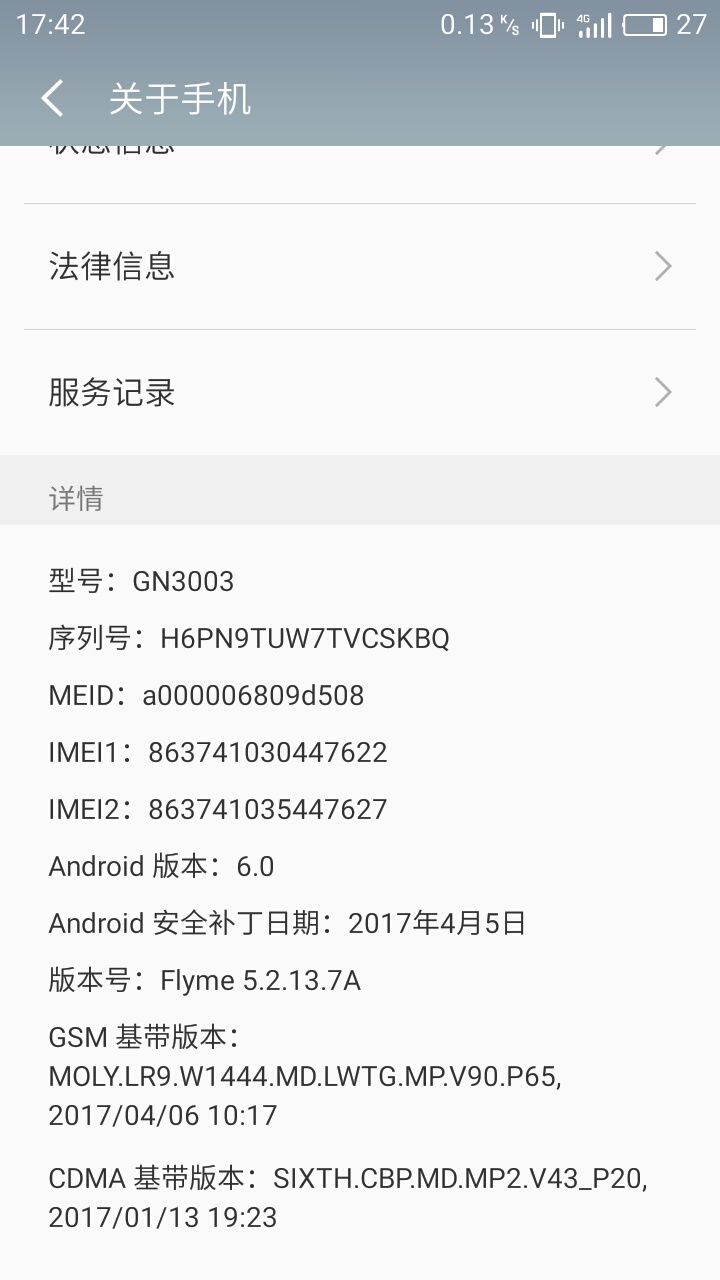 17:42 0.13 K/s 4G 27
关于手机
状态信息
法律信息
服务记录
详情
型号：GN3003
序列号：H6PN9TUW7TVCSKBQ
MEID：a000006809d508
IMEI1：863741030447622
IMEI2：863741035447627
Android 版本：6.0
Android 安全补丁日期：2017年4月5日
版本号：Flyme 5.2.13.7A
GSM 基带版本：
MOLY.LR9.W1444.MD.LWTG.MP.V90.P65,
2017/04/06 10:17
CDMA 基带版本：SIXTH.CBP.MD.MP2.V43_P20,
2017/01/13 19:23